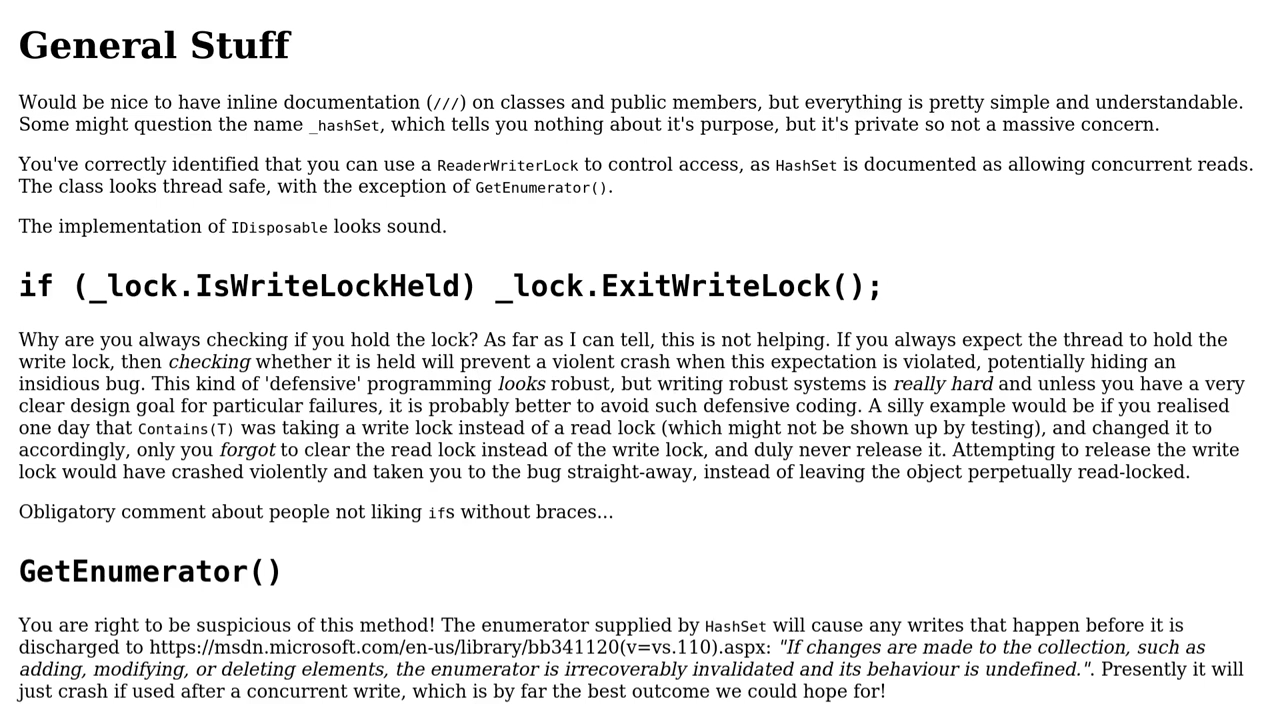 General Stuff
Would be nice to have inline documentation (///) on classes and public members, but everything is pretty simple and understandable.
Some might question the name _hashSet, which tells you nothing about it's purpose, but it's private so not a massive concern.
You've correctly identified that you can use a ReaderWriterLock to control access, as HashSet is documented as allowing concurrent reads.
The class looks thread safe, with the exception of GetEnumerator().
The implementation of IDisposable looks sound.
if (_lock.IsWriteLockHeld) _lock.ExitWriteLock();
Why are you always checking if you hold the lock? As far as I can tell, this is not helping. If you always expect the thread to hold the
write lock, then checking whether it is held will prevent a violent crash when this expectation is violated, potentially hiding an
insidious bug. This kind of 'defensive' programming looks robust, but writing robust systems is really hard and unless you have a very
clear design goal for particular failures, it is probably better to avoid such defensive coding. A silly example would be if you realised
one day that Contains(T) was taking a write lock instead of a read lock (which might not be shown up by testing), and changed it to
accordingly, only you forgot to clear the read lock instead of the write lock, and duly never release it. Attempting to release the write
lock would have crashed violently and taken you to the bug straight-away, instead of leaving the object perpetually read-locked.
Obligatory comment about people not liking ifs without braces...
GetEnumerator()
You are right to be suspicious of this method! The enumerator supplied by HashSet will cause any writes that happen before it is
discharged to https://msdn.microsoft.com/en-us/library/bb341120(v=vs.110).aspx: "If changes are made to the collection, such as
adding, modifying, or deleting elements, the enumerator is irrecoverably invalidated and its behaviour is undefined.". Presently it will
just crash if used after a concurrent write, which is by far the best outcome we could hope for!